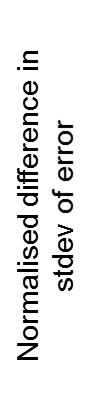 Normalised difference in
stdev of error